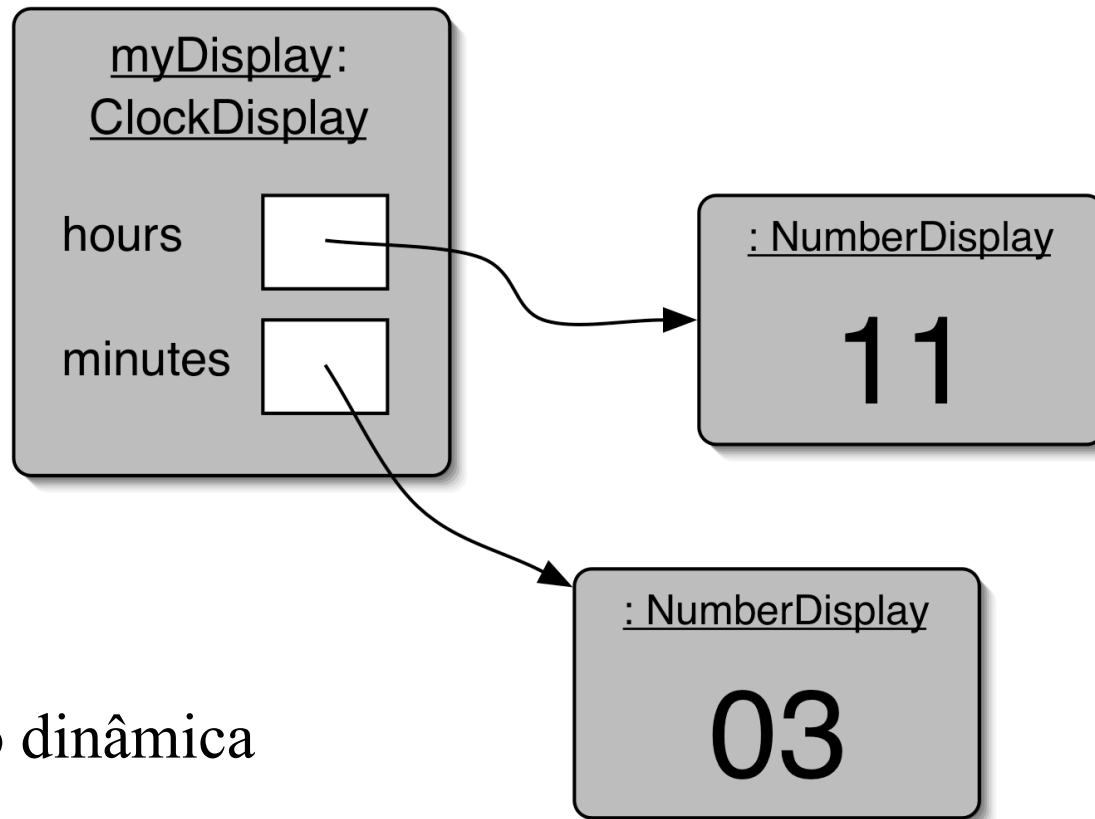 myDisplay:
ClockDisplay
hours
minutes
: NumberDisplay
11
: NumberDisplay
03
dinâmica